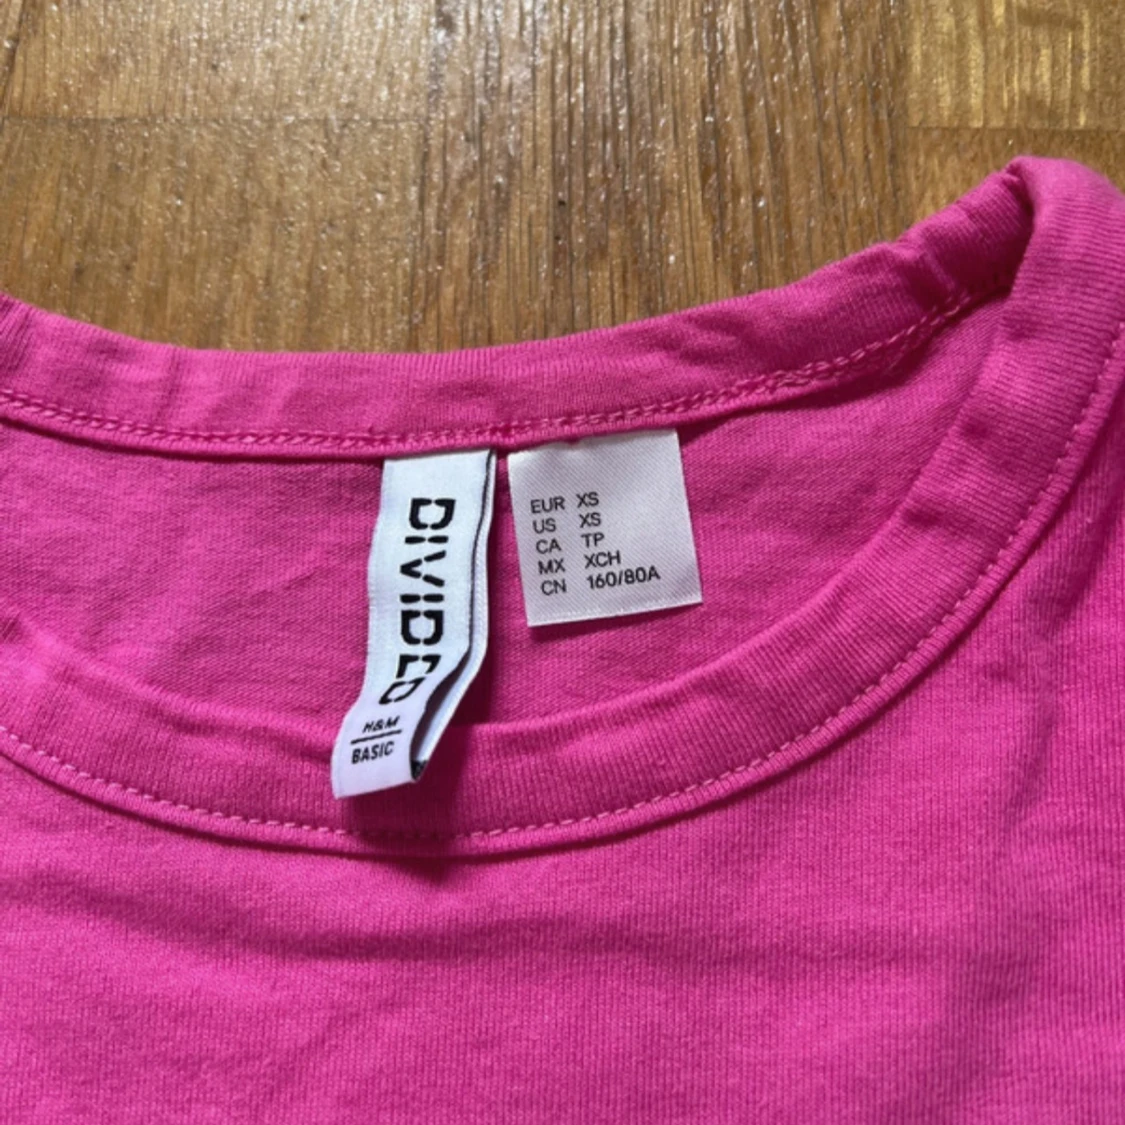 DIVIDED
H&M
BASIC
EUR XS
US XS
CA TP
MX XCH
CN 160/80A